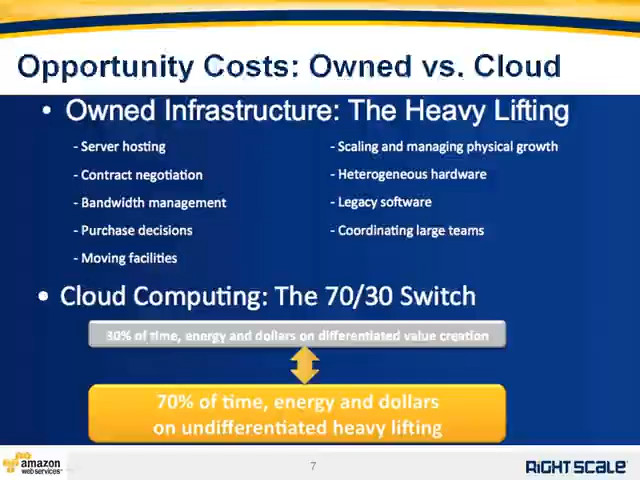 Opportunity Costs: Owned vs. Cloud
• Owned Infrastructure: The Heavy Lifting
- Server hosting
- Contract negotiation
- Bandwidth management
- Purchase decisions
- Moving facilities
- Scaling and managing physical growth
- Heterogeneous hardware
- Legacy software
- Coordinating large teams
• Cloud Computing: The 70/30 Switch
30% of time, energy and dollars on differentiated value creation
70% of time, energy and dollars
on undifferentiated heavy lifting
amazon
web services
7
RIGHT SCALE